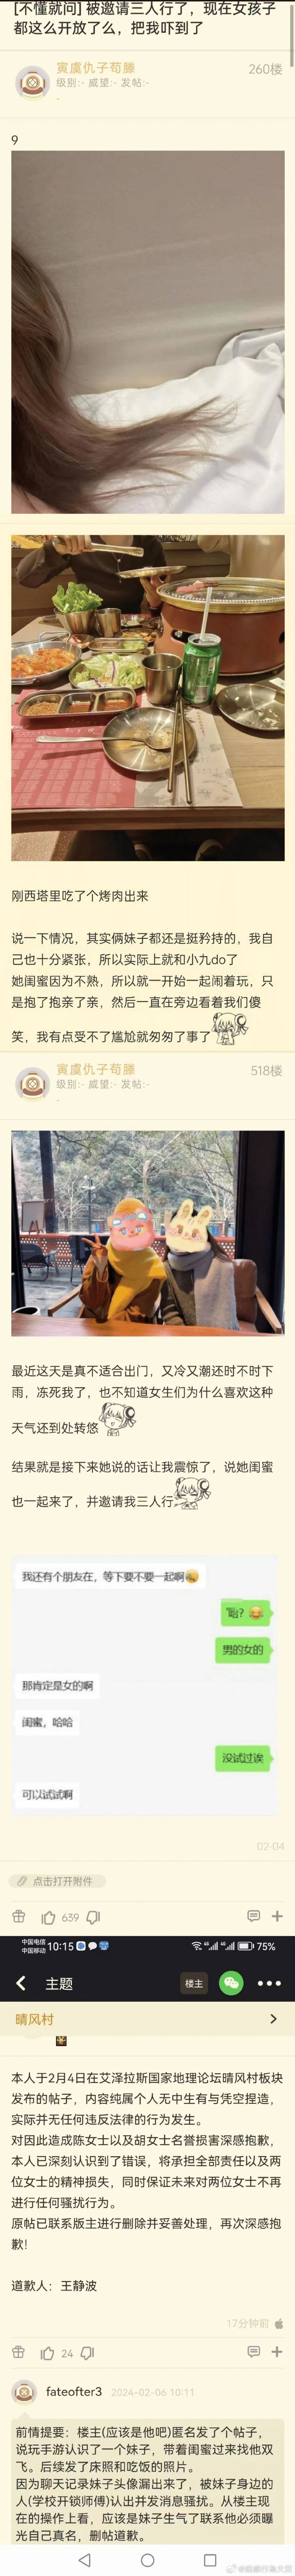 [不懂就问] 被邀请三人行了，现在女孩子
都这么开放了么，把我吓到了
寅虞仇子苟滕
260楼
级别:- 威望:- 发帖:-
-
9
刚西塔里吃了个烤肉出来
说一下情况，其实俩妹子都还是挺矜持的，我自
己也十分紧张，所以实际上就和小九do了
她闺蜜因为不熟，所以就一开始一起闹着玩，只
是抱了抱亲了亲，然后一直在旁边看着我们傻
笑，我有点受不了尴尬就匆匆了事了
寅虞仇子苟滕
518楼
级别:- 威望:- 发帖:-
-
最近这天是真不适合出门，又冷又潮还时不时下
雨，冻死我了，也不知道女生们为什么喜欢这种
天气还到处转悠
结果就是接下来她说的话让我震惊了，说她闺蜜
也一起来了，并邀请我三人行
我还有个朋友在，等下要不要一起啊
哈？
男的女的
那肯定是女的啊
闺蜜，哈哈
没试过诶
可以试试啊
02-04
点击打开附件
639
中国电信
中国移动
10:15
75%
主题
楼主
晴风村
本人于2月4日在艾泽拉斯国家地理论坛晴风村板块
发布的帖子，内容纯属个人无中生有与凭空捏造，
实际并无任何违反法律的行为发生。
对因此造成陈女士以及胡女士名誉损害深感抱歉，
本人已深刻认识到了错误，将承担全部责任以及两
位女士的精神损失，同时保证未来对两位女士不再
进行任何骚扰行为。
原帖已联系版主进行删除并妥善处理，再次深感抱
歉！
道歉人：王静波
17分钟前
24
fateofter3
2024-02-06 10:11
前情提要：楼主(应该是他吧)匿名发了个帖子，
说玩手游认识了一个妹子，带着闺蜜过来找他双
飞。后续发了床照和吃饭的照片。
因为聊天记录是妹子头像漏出来了，被妹子身边的
人(学校开锁师傅)认出并发消息骚扰。从楼主现
在的操作上看，应该是妹子生气了联系他必须曝
光自己真名，删帖道歉。